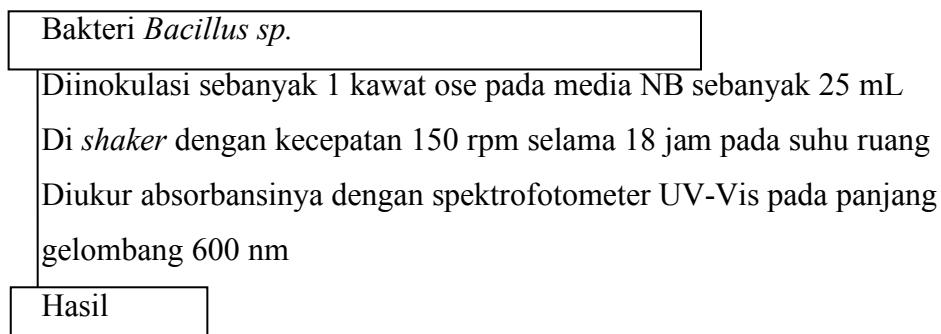 Bakteri Bacillus sp.
Diinokulasi sebanyak 1 kawat ose pada media NB sebanyak 25 mL
Di shaker dengan kecepatan 150 rpm selama 18 jam pada suhu ruang
Diukur absorbansinya dengan spektrofotometer UV-Vis pada panjang
gelombang 600 nm
Hasil